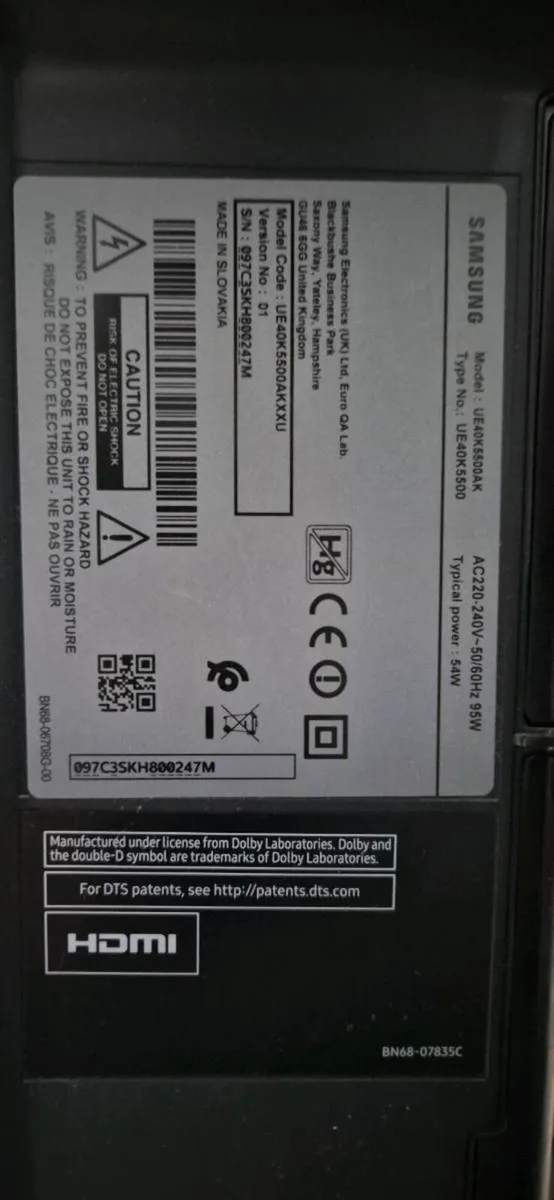 SAMSUNG
Model : UE40K5500AK
Type No.: UE40K5500
AC220-240V~50/60Hz 95W
Typical power : 54W
Samsung Electronics (UK) Ltd, Euro QA Lab.
Blackbushe Business Park
Saxony Way, Yateley, Hampshire
GU46 6GG United Kingdom
Model Code : UE40K5500AKXXU
Version No : 01
S/N : 097C3SKH800247M
MADE IN SLOVAKIA
Hg
CE
CAUTION
RISK OF ELECTRIC SHOCK
DO NOT OPEN
WARNING : TO PREVENT FIRE OR SHOCK HAZARD
DO NOT EXPOSE THIS UNIT TO RAIN OR MOISTURE
AVIS : RISQUE DE CHOC ELECTRIQUE - NE PAS OUVRIR
BN68-06708G-00
097C3SKH800247M
Manufactured under license from Dolby Laboratories. Dolby and
the double-D symbol are trademarks of Dolby Laboratories.
For DTS patents, see http://patents.dts.com
HDMI
BN68-07835C